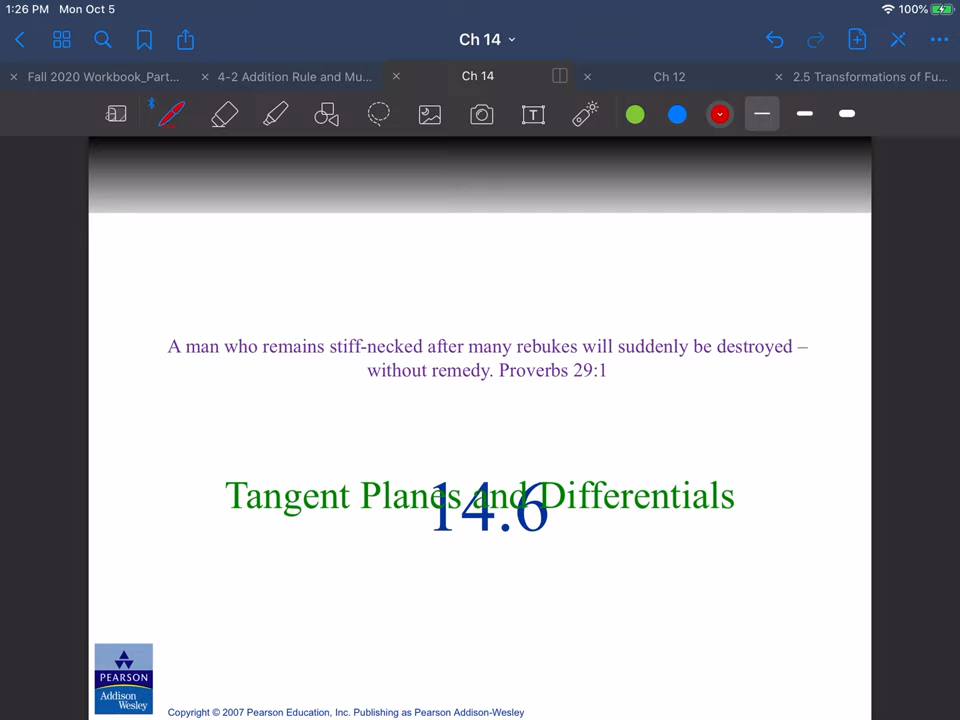 1:26 PM Mon Oct 5
100%
Ch 14
Fall 2020 Workbook_Part...
4-2 Addition Rule and Mu...
Ch 14
Ch 12
2.5 Transformations of Fu...
T
A man who remains stiff-necked after many rebukes will suddenly be destroyed –
without remedy. Proverbs 29:1
Tangent Planes and Differentials
14.6
PEARSON
Addison
Wesley
Copyright © 2007 Pearson Education, Inc. Publishing as Pearson Addison-Wesley